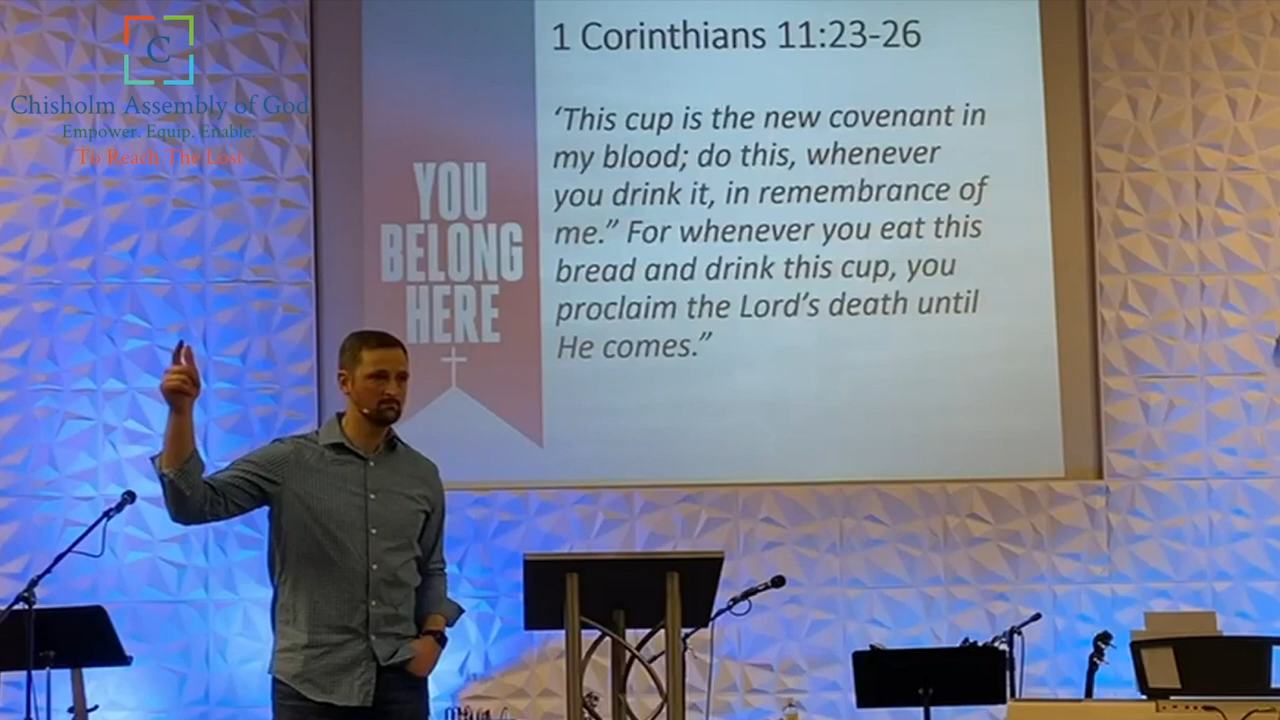 C
Chisholm Assembly of God
Empower. Equip. Enable.
To Reach The Lost
YOU
BELONG
HERE
1 Corinthians 11:23-26
‘This cup is the new covenant in
my blood; do this, whenever
you drink it, in remembrance of
me.” For whenever you eat this
bread and drink this cup, you
proclaim the Lord’s death until
He comes.”